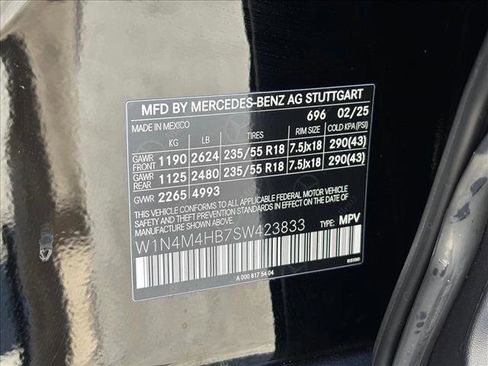 MFD BY MERCEDES-BENZ AG STUTTGART
MADE IN MEXICO 696 02/25
KG LB TIRES RIM SIZE COLD KPA (PSI)
GAWR FRONT 1190 2624 235/55 R18 7.5Jx18 290(43)
GAWR REAR 1125 2480 235/55 R18 7.5Jx18 290(43)
GVWR 2265 4993
THIS VEHICLE CONFORMS TO ALL APPLICABLE FEDERAL MOTOR VEHICLE
SAFETY, BUMPER, AND THEFT PREVENTION STANDARDS IN EFFECT
ON THE DATE OF MANUFACTURE SHOWN ABOVE.
W1N4M4HB7SW423833 TYPE: MPV
A 000 817 54 04